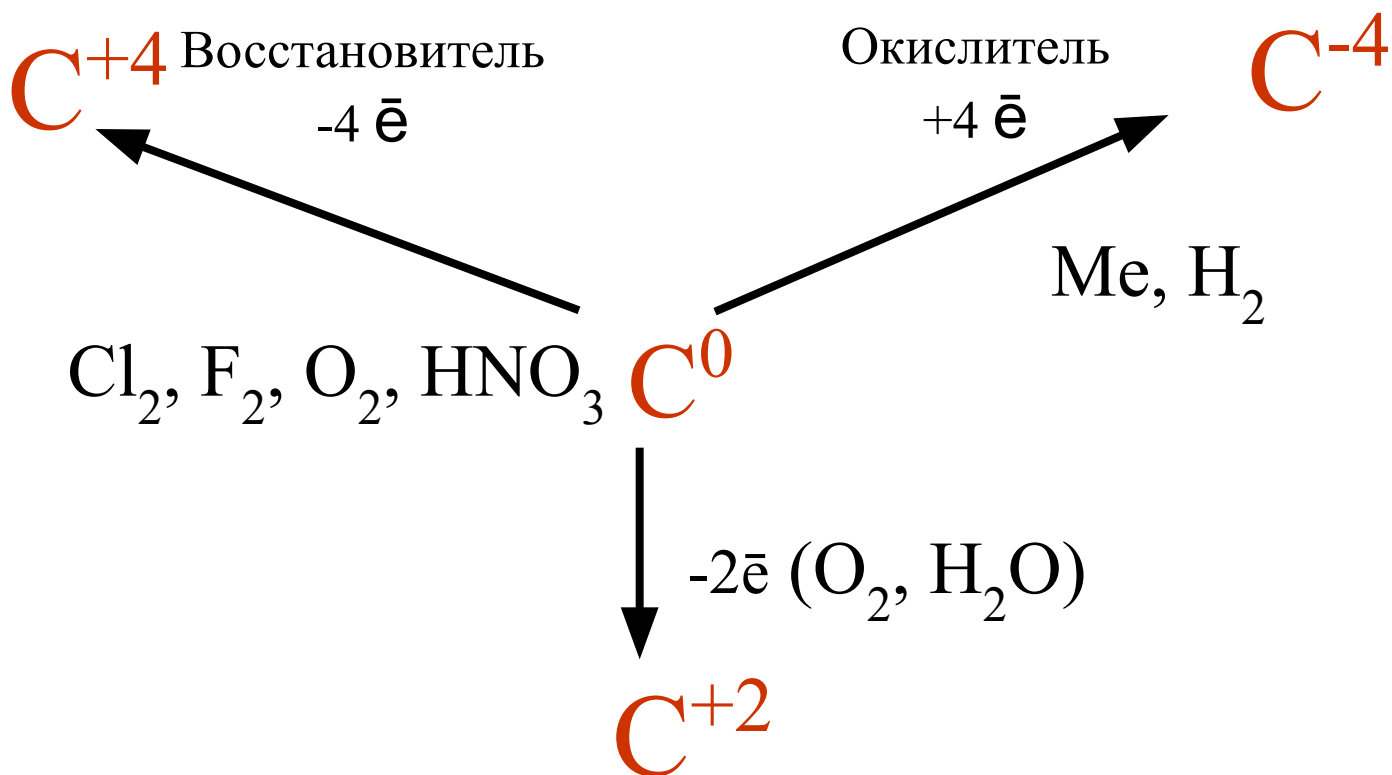 C⁺⁴ Восстановитель
-4 ē
Окислитель
+4 ē
C⁻⁴
Me, H₂
Cl₂, F₂, O₂, HNO₃ C⁰
-2ē (O₂, H₂O)
C⁺²